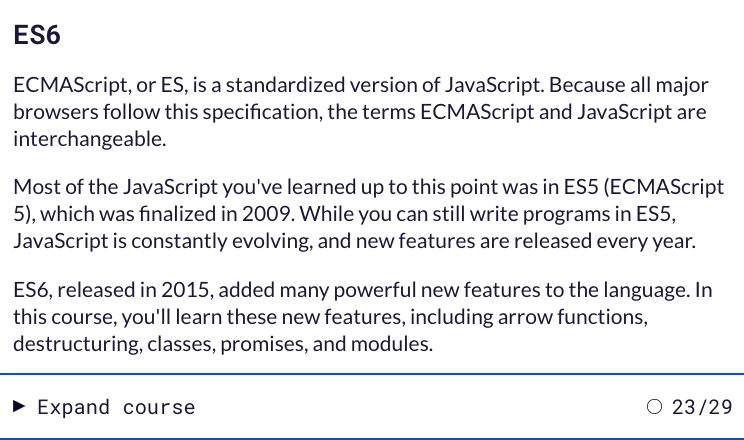 ES6
ECMAScript, or ES, is a standardized version of JavaScript. Because all major
browsers follow this specification, the terms ECMAScript and JavaScript are
interchangeable.
Most of the JavaScript you've learned up to this point was in ES5 (ECMAScript
5), which was finalized in 2009. While you can still write programs in ES5,
JavaScript is constantly evolving, and new features are released every year.
ES6, released in 2015, added many powerful new features to the language. In
this course, you'll learn these new features, including arrow functions,
destructuring, classes, promises, and modules.
Expand course 23/29